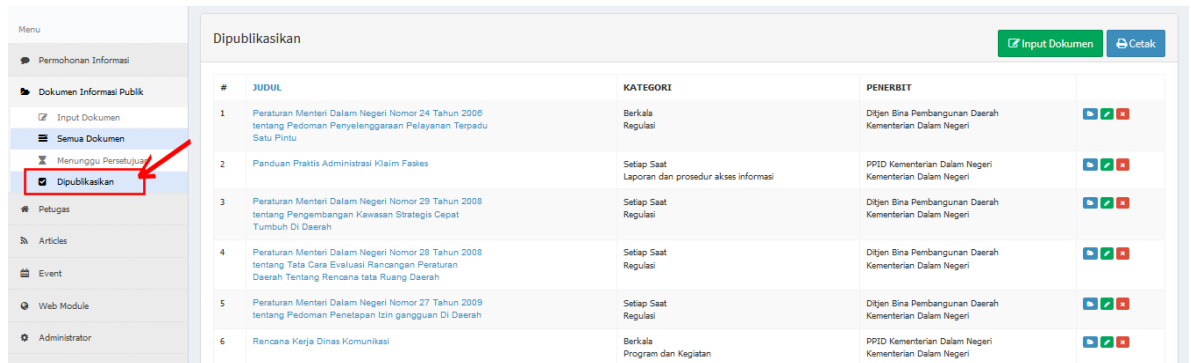 Menu
Permohonan Informasi
Dokumen Informasi Publik
Input Dokumen
Semua Dokumen
Menunggu Persetujuan
Dipublikasikan
Petugas
Articles
Event
Web Module
Administrator
Dipublikasikan
Input Dokumen Cetak
# JUDUL KATEGORI PENERBIT
1 Peraturan Menteri Dalam Negeri Nomor 24 Tahun 2006 Berkala Ditjen Bina Pembangunan Daerah
tentang Pedoman Penyelenggaraan Pelayanan Terpadu Regulasi Kementerian Dalam Negeri
Satu Pintu
2 Panduan Praktis Administrasi Klaim Faskes Setiap Saat PPID Kementerian Dalam Negeri
Laporan dan prosedur akses informasi Kementerian Dalam Negeri
3 Peraturan Menteri Dalam Negeri Nomor 29 Tahun 2008 Setiap Saat Ditjen Bina Pembangunan Daerah
tentang Pengembangan Kawasan Strategis Cepat Regulasi Kementerian Dalam Negeri
Tumbuh Di Daerah
4 Peraturan Menteri Dalam Negeri Nomor 28 Tahun 2008 Setiap Saat Ditjen Bina Pembangunan Daerah
tentang Tata Cara Evaluasi Rancangan Peraturan Regulasi Kementerian Dalam Negeri
Daerah Tentang Rencana tata Ruang Daerah
5 Peraturan Menteri Dalam Negeri Nomor 27 Tahun 2009 Setiap Saat Ditjen Bina Pembangunan Daerah
tentang Pedoman Penetapan Izin gangguan Di Daerah Regulasi Kementerian Dalam Negeri
6 Rencana Kerja Dinas Komunikasi Berkala PPID Kementerian Dalam Negeri
Program dan Kegiatan Kementerian Dalam Negeri